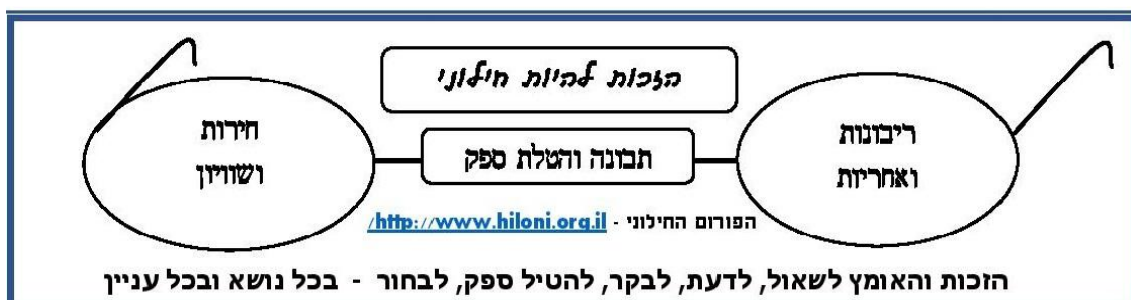 הזכות להיות חילוני
ריבונות
ואחריות
תבונה והטלת ספק
חירות
ושוויון
הפורום החילוני - http://www.hiloni.org.il/
הזכות והאומץ לשאול, לדעת, לבקר, להטיל ספק, לבחור - בכל נושא ובכל עניין